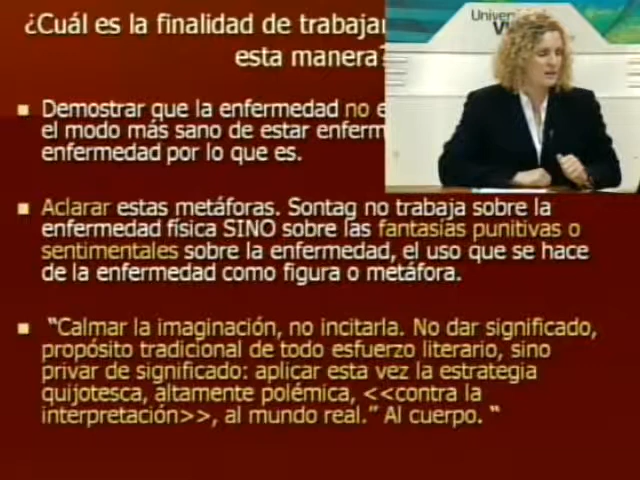 ¿Cuál es la finalidad de trabajar
esta manera?
Universidad
Demostrar que la enfermedad no
el modo más sano de estar enferm
enfermedad por lo que es.
Aclarar estas metáforas. Sontag no trabaja sobre la
enfermedad física SINO sobre las fantasías punitivas o
sentimentales sobre la enfermedad, el uso que se hace
de la enfermedad como figura o metáfora.
“Calmar la imaginación, no incitarla. No dar significado,
propósito tradicional de todo esfuerzo literario, sino
privar de significado: aplicar esta vez la estrategia
quijotesca, altamente polémica, <<contra la
interpretación>>, al mundo real.” Al cuerpo. “